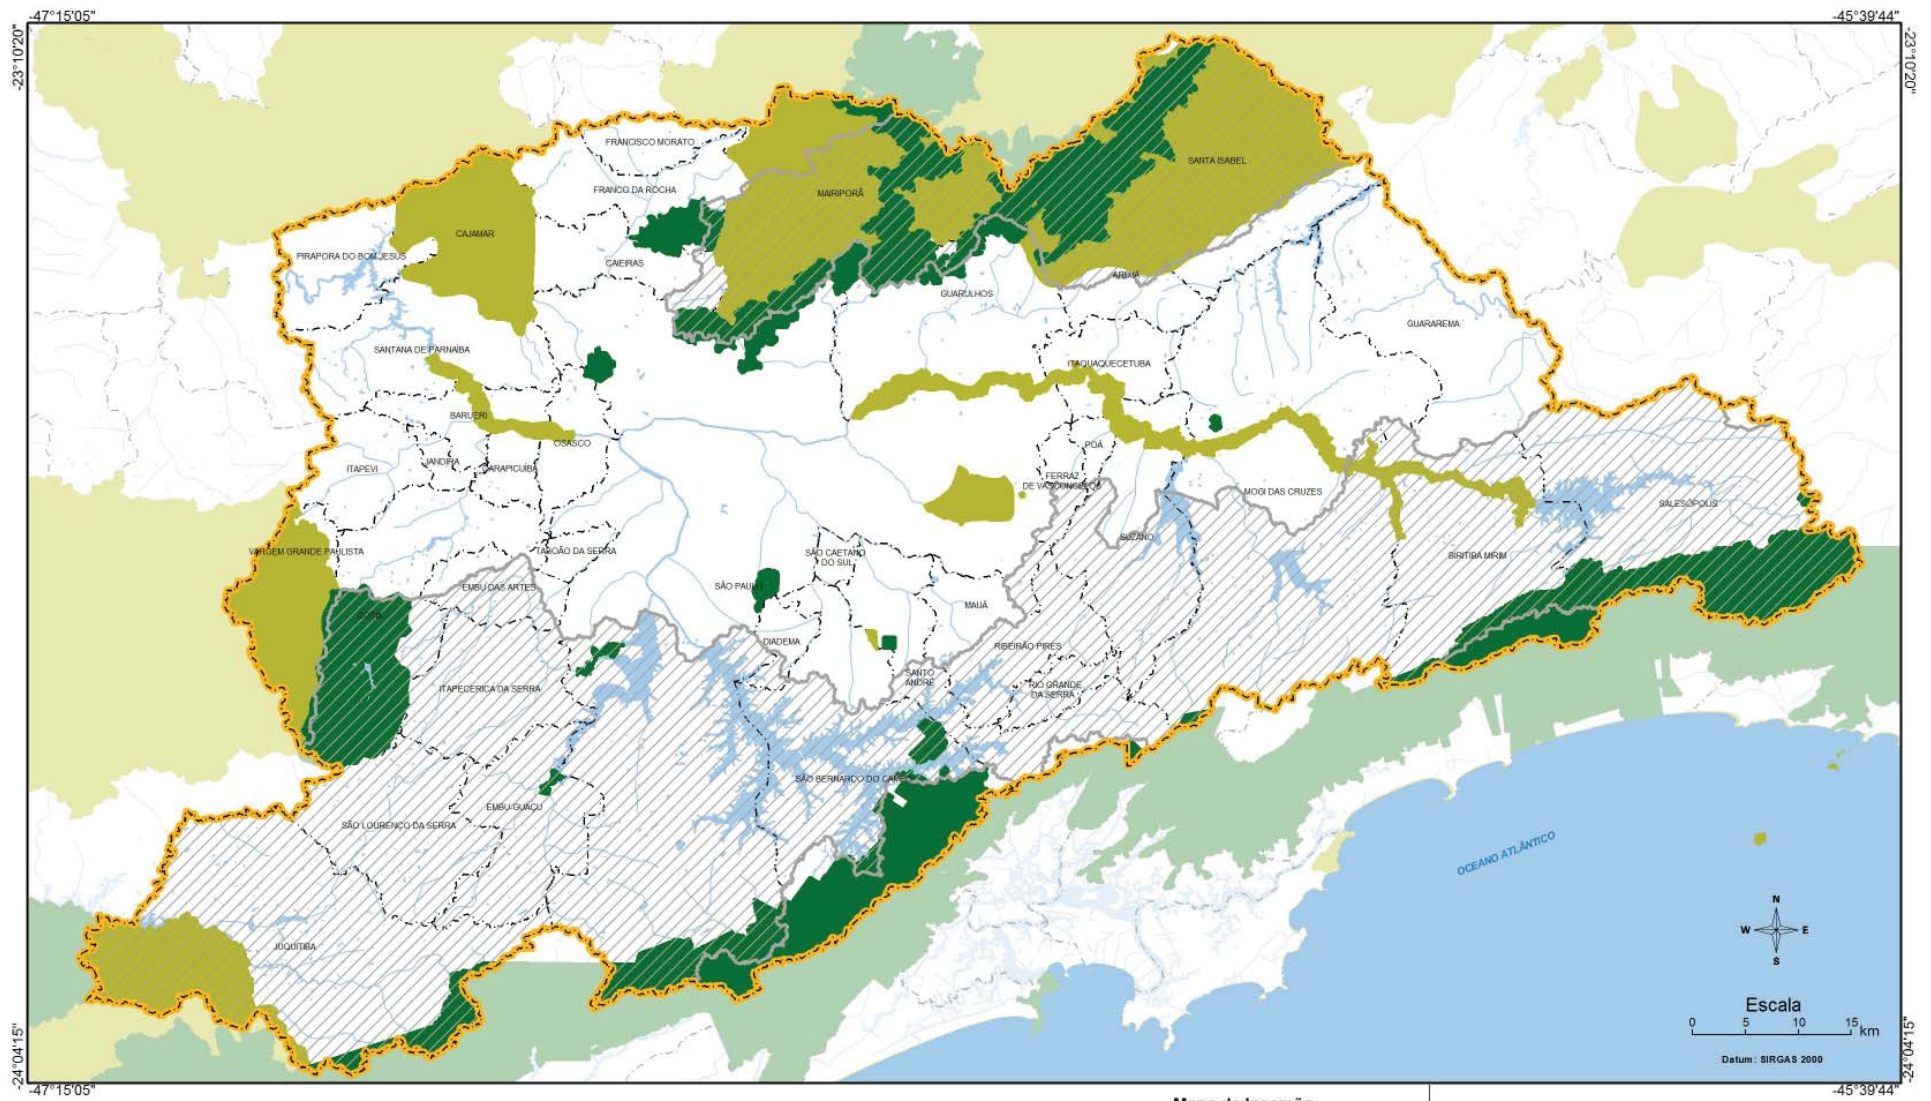 -47°15'05"
-45°39'44"
-23°10'20"
-23°10'20"
FRANCISCO MORATO
FRANCO DA ROCHA
MAIRIPORÃ
SANTA ISABEL
CAJAMAR
PIRAPORA DO BOM JESUS
CAIEIRAS
ARUJÁ
GUARULHOS
GUARAREMA
SANTANA DE PARNAÍBA
ITAQUAQUECETUBA
BARUERI
OSASCO
POÁ
JANDIRA
CARAPICUÍBA
ITAPEVI
FERRAZ
DE VASCONCELOS
MOGI DAS CRUZES
SALESÓPOLIS
SUZANO
VARGEM GRANDE PAULISTA
TABOÃO DA SERRA
SÃO CAETANO
DO SUL
BIRITIBA MIRIM
EMBU DAS ARTES
SÃO PAULO
MAUÁ
COTIA
DIADEMA
RIBEIRÃO PIRES
SANTO
ANDRÉ
ITAPECERICA DA SERRA
RIO GRANDE
DA SERRA
SÃO BERNARDO DO CAMPO
EMBU-GUAÇU
SÃO LOURENÇO DA SERRA
OCEANO ATLÂNTICO
JUQUITIBA
N
W E
S
Escala
0 5 10 15 km
Datum: SIRGAS 2000
-24°04'15"
-24°04'15"
-47°15'05"
-45°39'44"